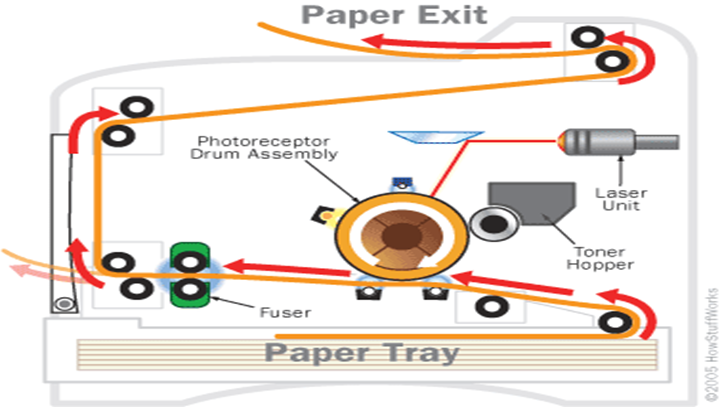 Paper Exit
Photoreceptor
Drum Assembly
Laser
Unit
Toner
Hopper
Fuser
Paper Tray
©2005 HowStuffWorks